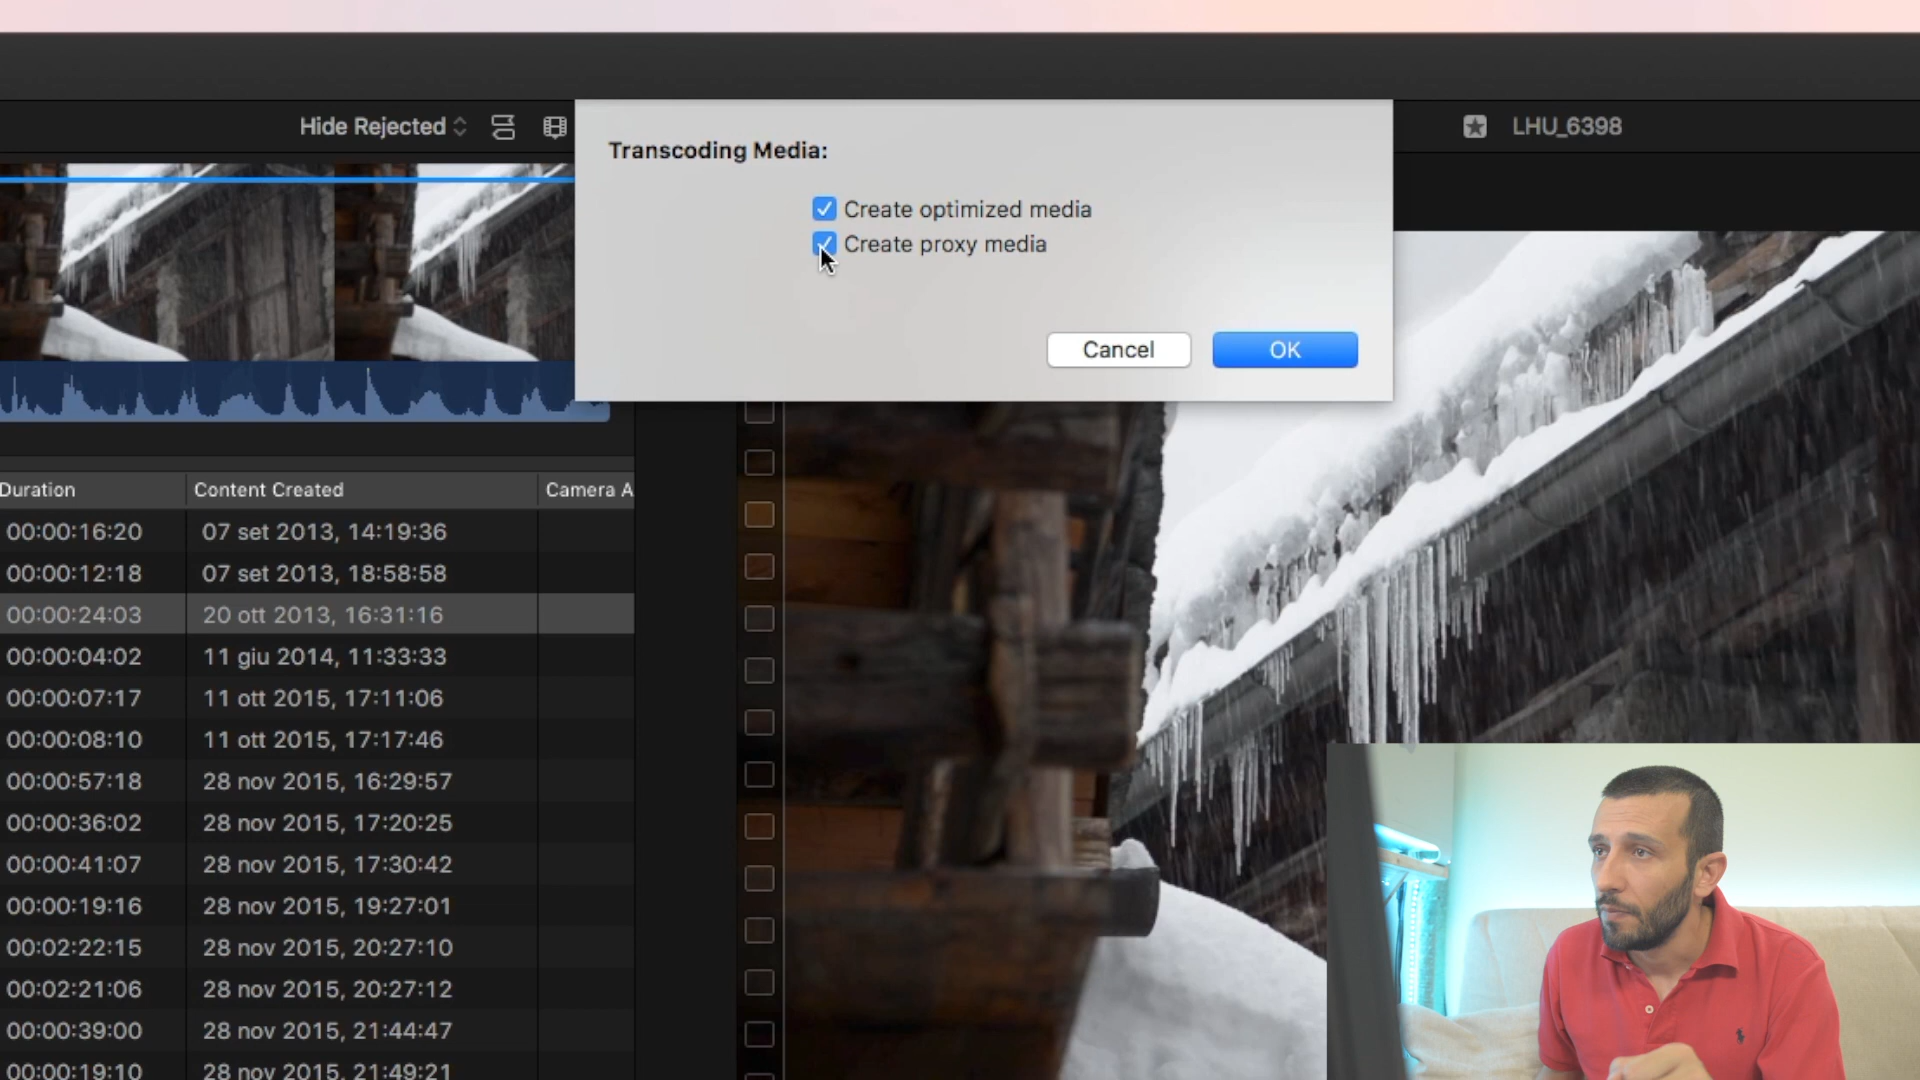 Hide Rejected
LHU_6398
Transcoding Media:
Create optimized media
Create proxy media
Cancel
OK
Duration
Content Created
Camera A
00:00:16:20
07 set 2013, 14:19:36
00:00:12:18
07 set 2013, 18:58:58
00:00:24:03
20 ott 2013, 16:31:16
00:00:04:02
11 giu 2014, 11:33:33
00:00:07:17
11 ott 2015, 17:11:06
00:00:08:10
11 ott 2015, 17:17:46
00:00:57:18
28 nov 2015, 16:29:57
00:00:36:02
28 nov 2015, 17:20:25
00:00:41:07
28 nov 2015, 17:30:42
00:00:19:16
28 nov 2015, 19:27:01
00:02:22:15
28 nov 2015, 20:27:10
00:02:21:06
28 nov 2015, 20:27:12
00:00:39:00
28 nov 2015, 21:44:47
00:00:19:10
28 nov 2015, 21:49:21